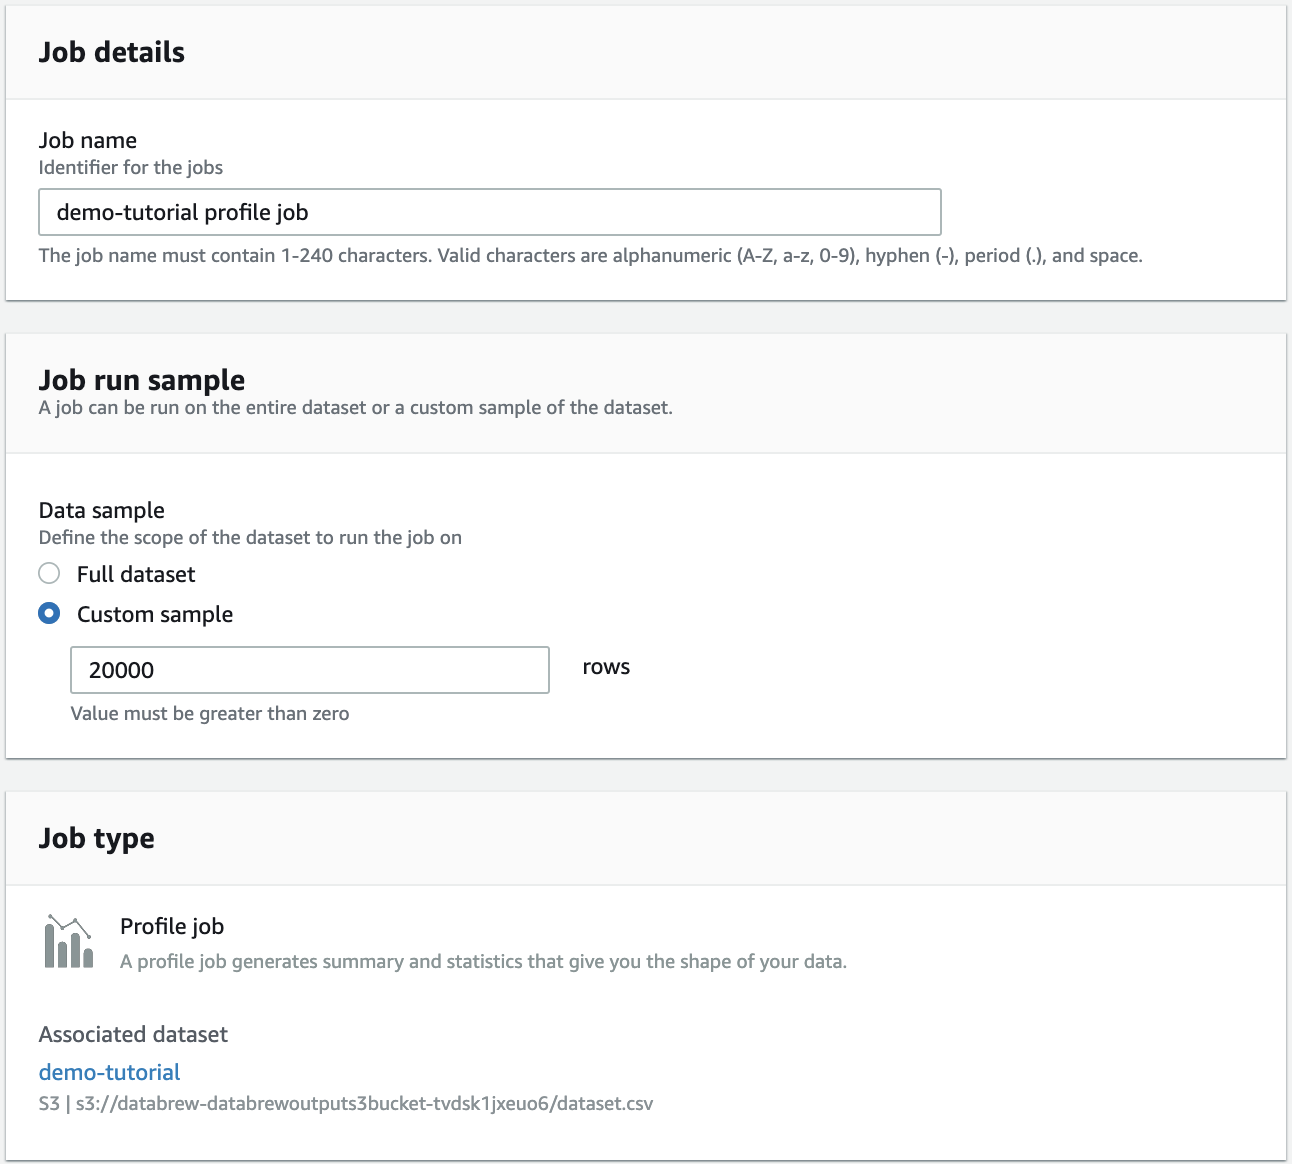 Job details
Job name
Identifier for the jobs
demo-tutorial profile job
The job name must contain 1-240 characters. Valid characters are alphanumeric (A-Z, a-z, 0-9), hyphen (-), period (.), and space.
Job run sample
A job can be run on the entire dataset or a custom sample of the dataset.
Data sample
Define the scope of the dataset to run the job on
Full dataset
Custom sample
20000 rows
Value must be greater than zero
Job type
Profile job
A profile job generates summary and statistics that give you the shape of your data.
Associated dataset
demo-tutorial
S3 | s3://databrew-databrewoutputs3bucket-tvdsk1jxeuo6/dataset.csv